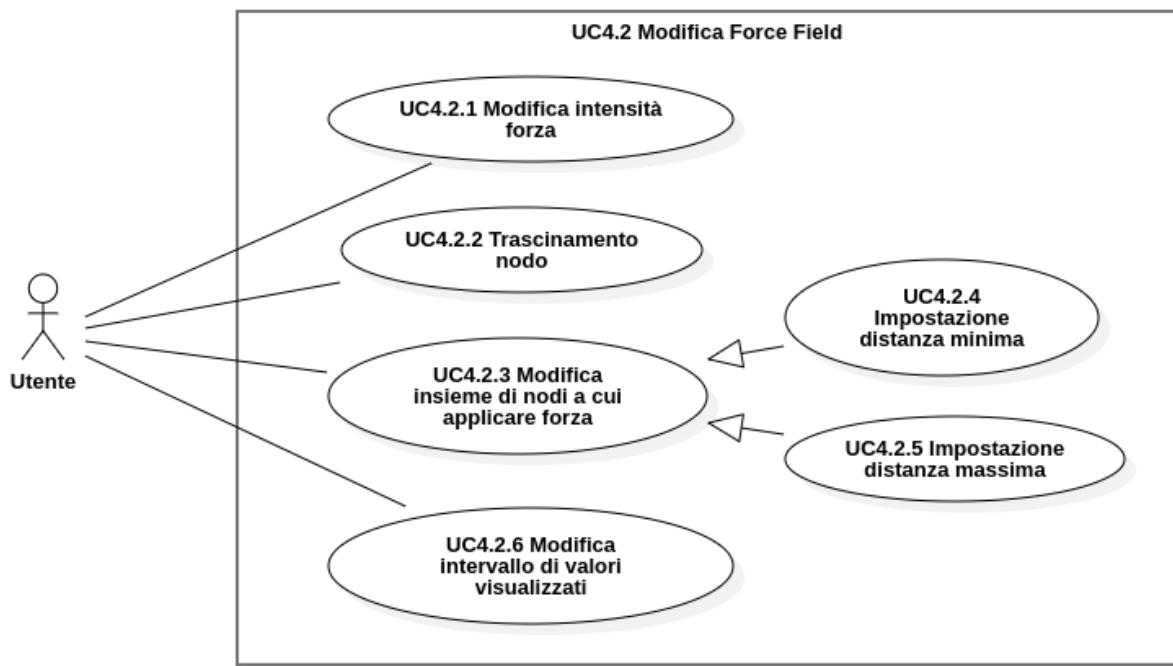 UC4.2 Modifica Force Field
UC4.2.1 Modifica intensità
forza
UC4.2.2 Trascinamento
nodo
UC4.2.4
Impostazione
distanza minima
Utente
UC4.2.3 Modifica
insieme di nodi a cui
applicare forza
UC4.2.5 Impostazione
distanza massima
UC4.2.6 Modifica
intervallo di valori
visualizzati